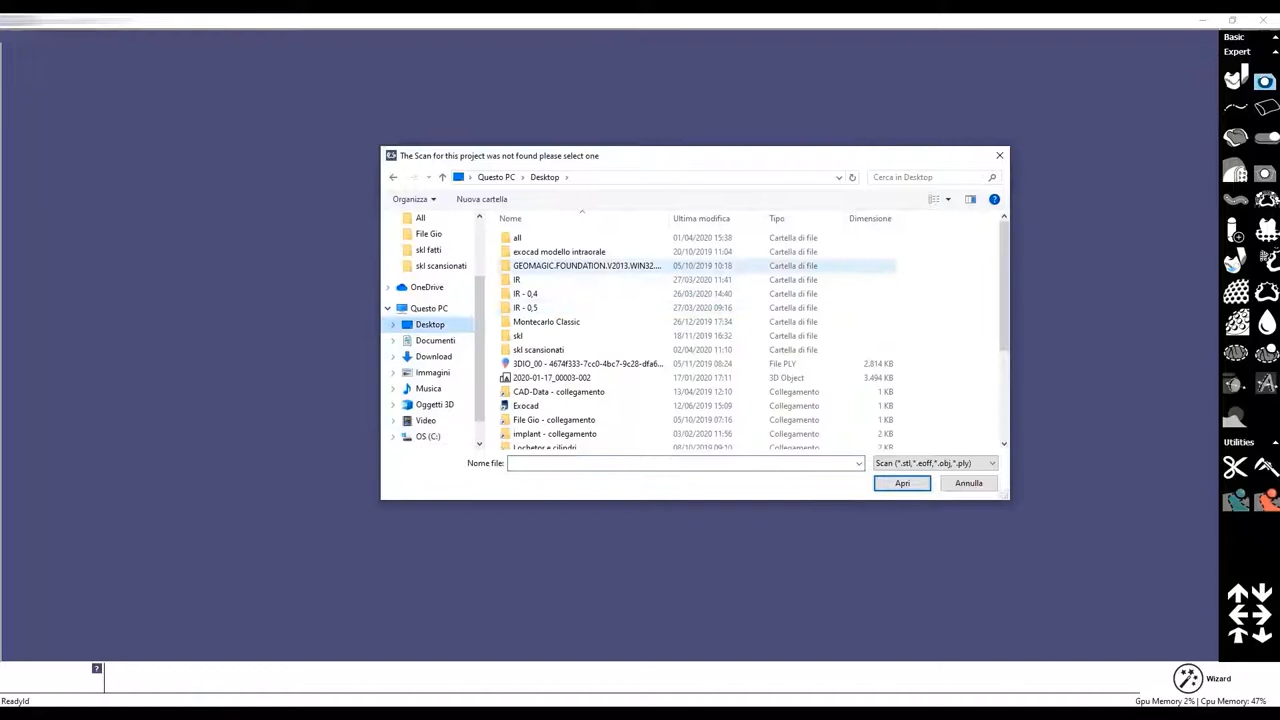 Basic
Expert
The Scan for this project was not found please select one
Questo PC > Desktop >
Cerca in Desktop
Organizza
Nuova cartella
All
File Gio
skl fatti
skl scansionati
OneDrive
Questo PC
Desktop
Documenti
Download
Immagini
Musica
Oggetti 3D
Video
OS (C:)
Nome Ultima modifica Tipo Dimensione
all 01/04/2020 15:38 Cartella di file
exocad modello intraorale 20/10/2019 11:04 Cartella di file
GEOMAGIC.FOUNDATION.V2013.WIN32.... 05/10/2019 10:18 Cartella di file
IR 27/03/2020 11:41 Cartella di file
IR - 0,4 26/03/2020 14:40 Cartella di file
IR - 0,5 27/03/2020 09:16 Cartella di file
Montecarlo Classic 26/12/2019 17:34 Cartella di file
skl 18/11/2019 16:32 Cartella di file
skl scansionati 02/04/2020 11:10 Cartella di file
3DIO_00 - 4674f333-7cc0-4bc7-9c28-dfa6... 05/11/2019 08:24 File PLY 2.814 KB
2020-01-17_00003-002 17/01/2020 17:11 3D Object 3.494 KB
CAD-Data - collegamento 13/04/2019 12:10 Collegamento 1 KB
Exocad 12/06/2019 15:09 Collegamento 1 KB
File Gio - collegamento 05/10/2019 07:16 Collegamento 1 KB
implant - collegamento 03/02/2020 11:56 Collegamento 2 KB
Lochetor e cilindri 08/10/2019 09:10 Collegamento 2 KB
Nome file:
Scan (*.stl,*.eoff,*.obj,*.ply)
Apri
Annulla
Utilities
?
Wizard
ReadyId
Gpu Memory 2% | Cpu Memory: 47%